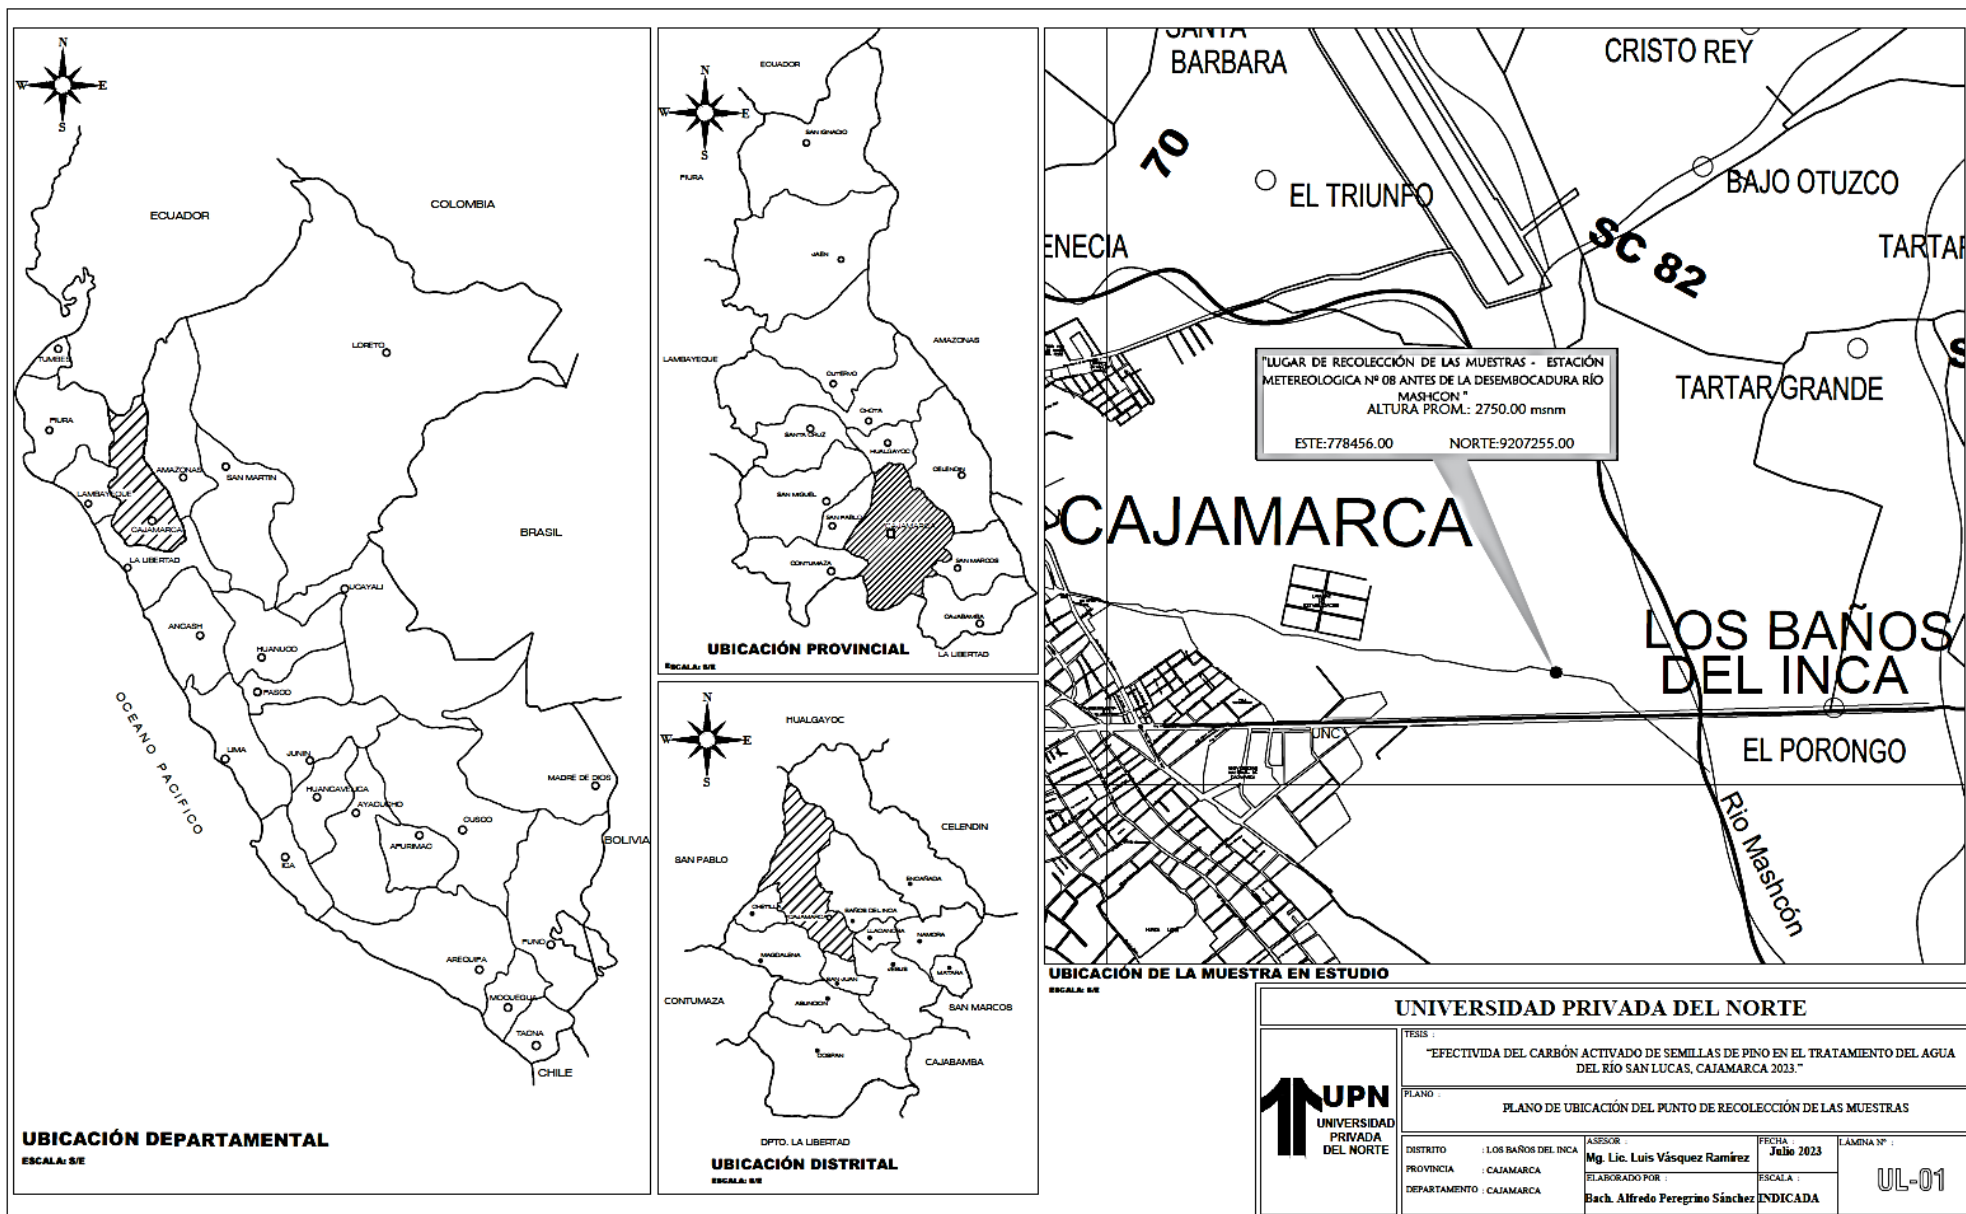 N
W
E
S
ECUADOR
COLOMBIA
TUMBES
LORETO
PIURA
AMAZONAS
SAN MARTIN
LAMBAYEQUE
CAJAMARCA
BRASIL
LA LIBERTAD
UCAYALI
ANCASH
HUANUCO
PASCO
OCEANO PACIFICO
LIMA
JUNIN
MADRE DE DIOS
HUANCAVELICA
AYACUCHO
CUSCO
APURIMAC
BOLIVIA
ICA
PUNO
AREQUIPA
MOQUEGUA
TACNA
CHILE
UBICACIÓN DEPARTAMENTAL
ESCALA: S/E
ECUADOR
N
W
E
S
SAN IGNACIO
PIURA
JAÉN
AMAZONAS
LAMBAYEQUE
CUTERVO
CHOTA
SANTA CRUZ
HUALGAYOC
CELENDIN
SAN MIGUEL
SAN PABLO
CAJAMARCA
CONTUMAZA
SAN MARCOS
CAJABAMBA
UBICACIÓN PROVINCIAL
LA LIBERTAD
ESCALA: S/E
N
W
E
S
HUALGAYOC
CELENDIN
SAN PABLO
ENCAÑADA
CHETILLA
CAJAMARCA
BAÑOS DEL INCA
LLACANORA
NAMORA
MAGDALENA
JESUS
MATARA
SAN JUAN
CONTUMAZA
ASUNCION
SAN MARCOS
COSPAN
CAJABAMBA
DPTO. LA LIBERTAD
UBICACIÓN DISTRITAL
ESCALA: S/E
SANTA
BARBARA
CRISTO REY
70
EL TRIUNFO
BAJO OTUZCO
ENECIA
SC 82
TARTAR
"LUGAR DE RECOLECCIÓN DE LAS MUESTRAS - ESTACIÓN
METEREOLOGICA Nº 08 ANTES DE LA DESEMBOCADURA RÍO
MASHCON "
ALTURA PROM.: 2750.00 msnm
ESTE:778456.00 NORTE:9207255.00
S
TARTAR GRANDE
CAJAMARCA
LOS BAÑOS
DEL INCA
UNC
EL PORONGO
Rio Mashcón
UBICACIÓN DE LA MUESTRA EN ESTUDIO
ESCALA: S/E
UNIVERSIDAD PRIVADA DEL NORTE
UPN
UNIVERSIDAD
PRIVADA
DEL NORTE
TESIS :
"EFECTIVIDA DEL CARBÓN ACTIVADO DE SEMILLAS DE PINO EN EL TRATAMIENTO DEL AGUA
DEL RÍO SAN LUCAS, CAJAMARCA 2023."
PLANO :
PLANO DE UBICACIÓN DEL PUNTO DE RECOLECCIÓN DE LAS MUESTRAS
DISTRITO : LOS BAÑOS DEL INCA
PROVINCIA : CAJAMARCA
DEPARTAMENTO : CAJAMARCA
ASESOR :
Mg. Lic. Luis Vásquez Ramírez
ELABORADO POR :
Bach. Alfredo Peregrino Sánchez
FECHA :
Julio 2023
ESCALA :
INDICADA
LÁMINA Nº :
UL-01